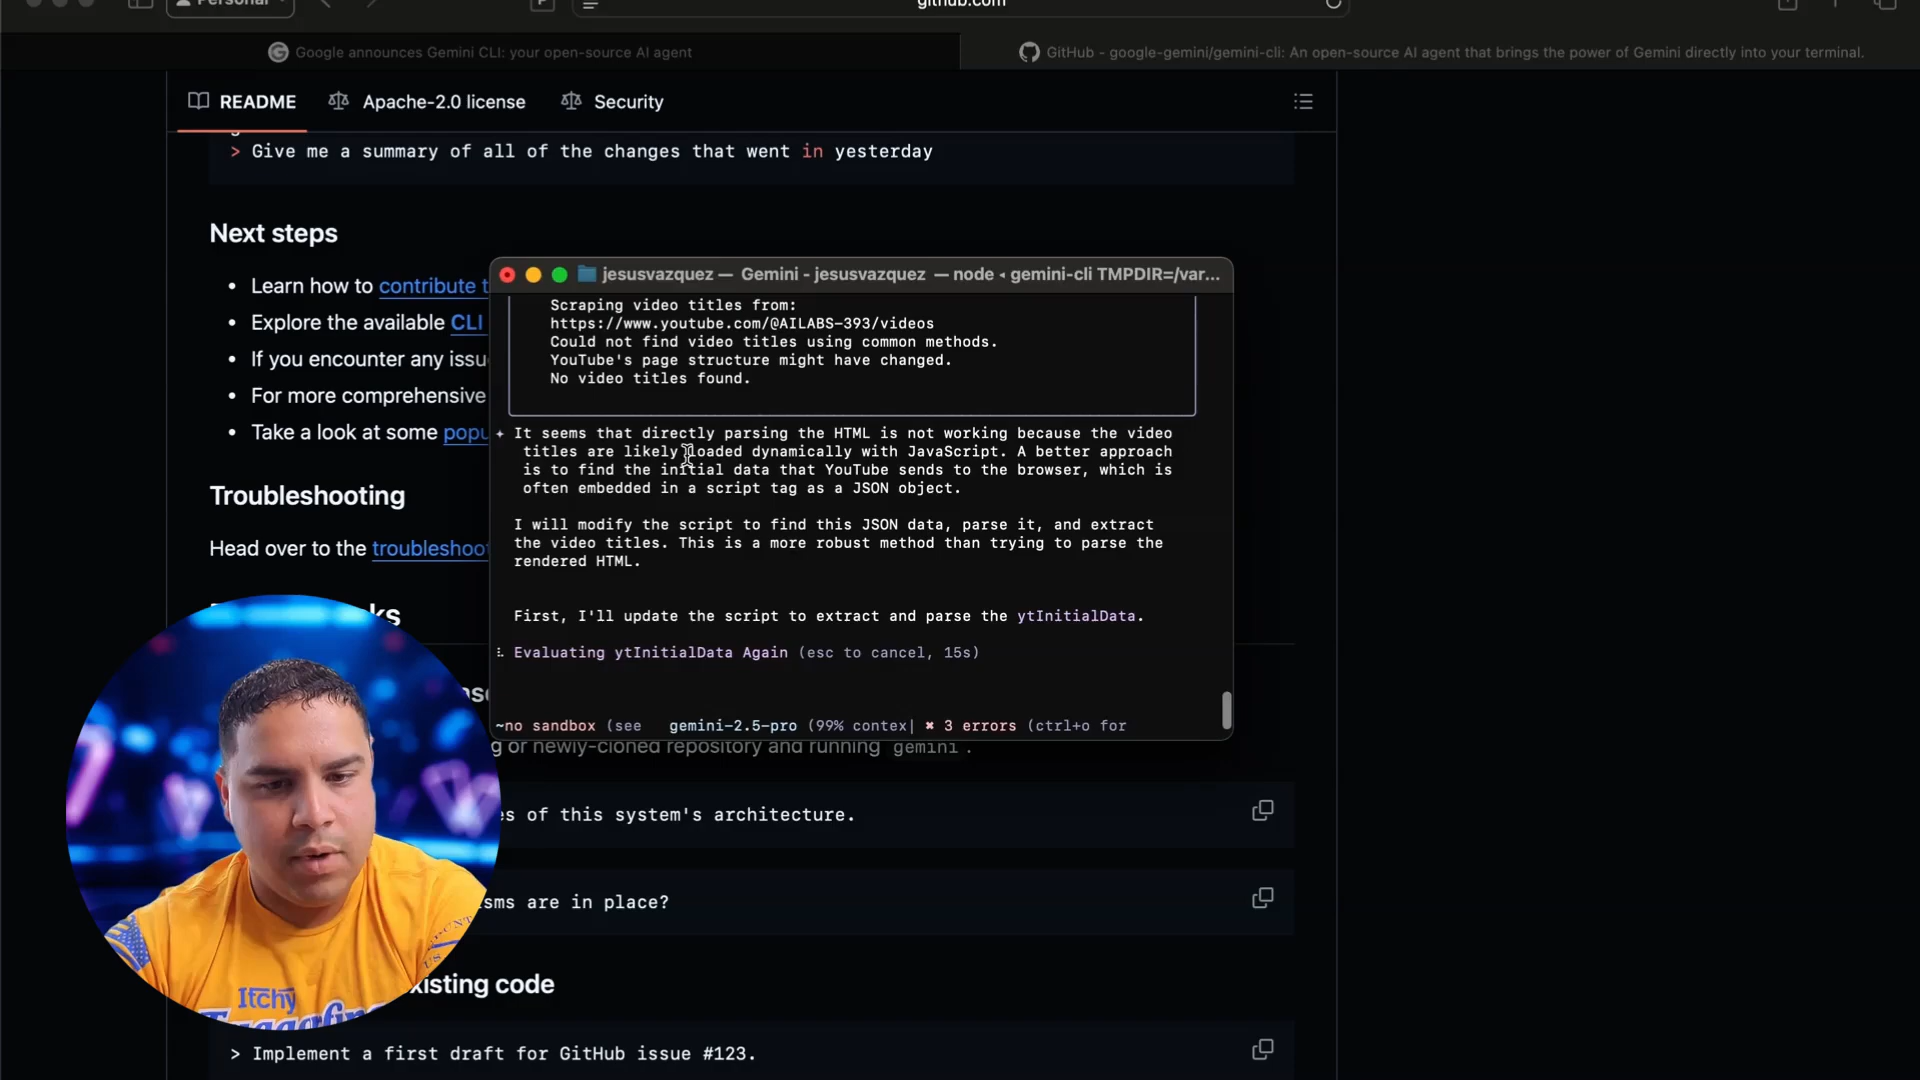 Personal
github.com
Google announces Gemini CLI: your open-source AI agent
GitHub - google-gemini/gemini-cli: An open-source AI agent that brings the power of Gemini directly into your terminal.
README
Apache-2.0 license
Security
> Give me a summary of all of the changes that went in yesterday
Next steps
• Learn how to contribute t
• Explore the available CLI
• If you encounter any issu
• For more comprehensive
• Take a look at some popu
Troubleshooting
Head over to the troubleshoot
jesusvazquez — Gemini - jesusvazquez — node ◂ gemini-cli TMPDIR=/var...
Scraping video titles from:
https://www.youtube.com/@AILABS-393/videos
Could not find video titles using common methods.
YouTube's page structure might have changed.
No video titles found.
✦ It seems that directly parsing the HTML is not working because the video
titles are likely loaded dynamically with JavaScript. A better approach
is to find the initial data that YouTube sends to the browser, which is
often embedded in a script tag as a JSON object.
I will modify the script to find this JSON data, parse it, and extract
the video titles. This is a more robust method than trying to parse the
rendered HTML.
First, I'll update the script to extract and parse the ytInitialData.
Evaluating ytInitialData Again (esc to cancel, 15s)
~no sandbox (see gemini-2.5-pro (99% contex| ✖ 3 errors (ctrl+o for
g or newly-cloned repository and running gemini .
es of this system's architecture.
sms are in place?
xisting code
> Implement a first draft for GitHub issue #123.
Itchy